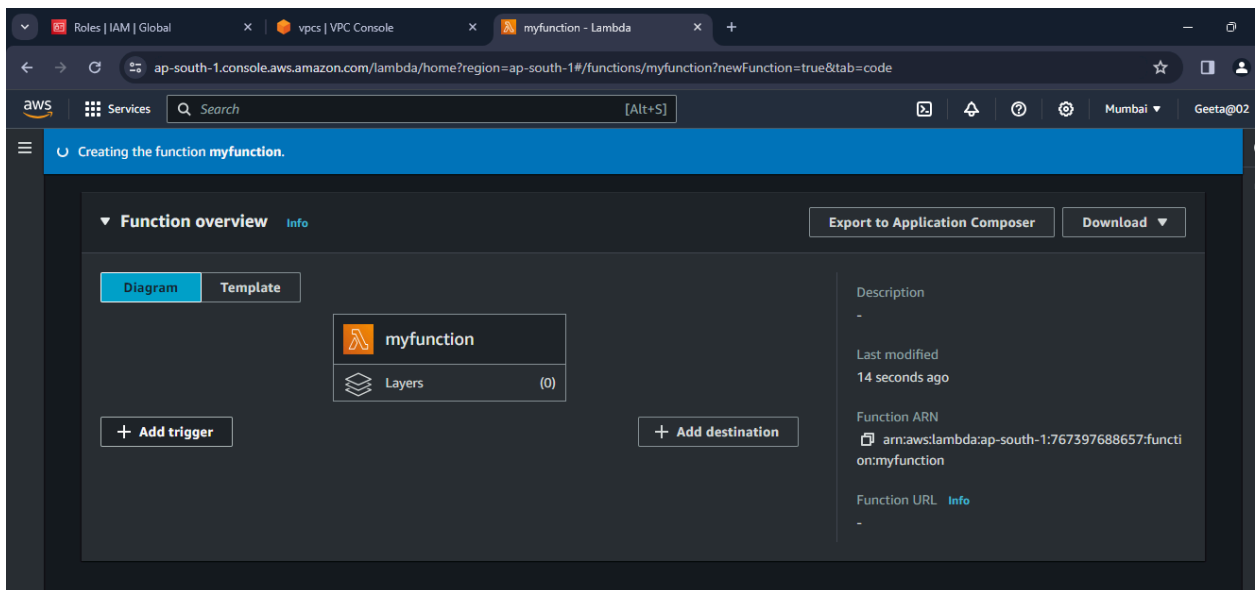 Roles | IAM | Global
vpcs | VPC Console
myfunction - Lambda
ap-south-1.console.aws.amazon.com/lambda/home?region=ap-south-1#/functions/myfunction?newFunction=true&tab=code
aws
Services
Search
[Alt+S]
Mumbai
Geeta@02
Creating the function myfunction.
Function overview Info
Export to Application Composer
Download
Diagram
Template
myfunction
Layers (0)
+ Add trigger
+ Add destination
Description
-
Last modified
14 seconds ago
Function ARN
arn:aws:lambda:ap-south-1:767397688657:functi
on:myfunction
Function URL Info
-